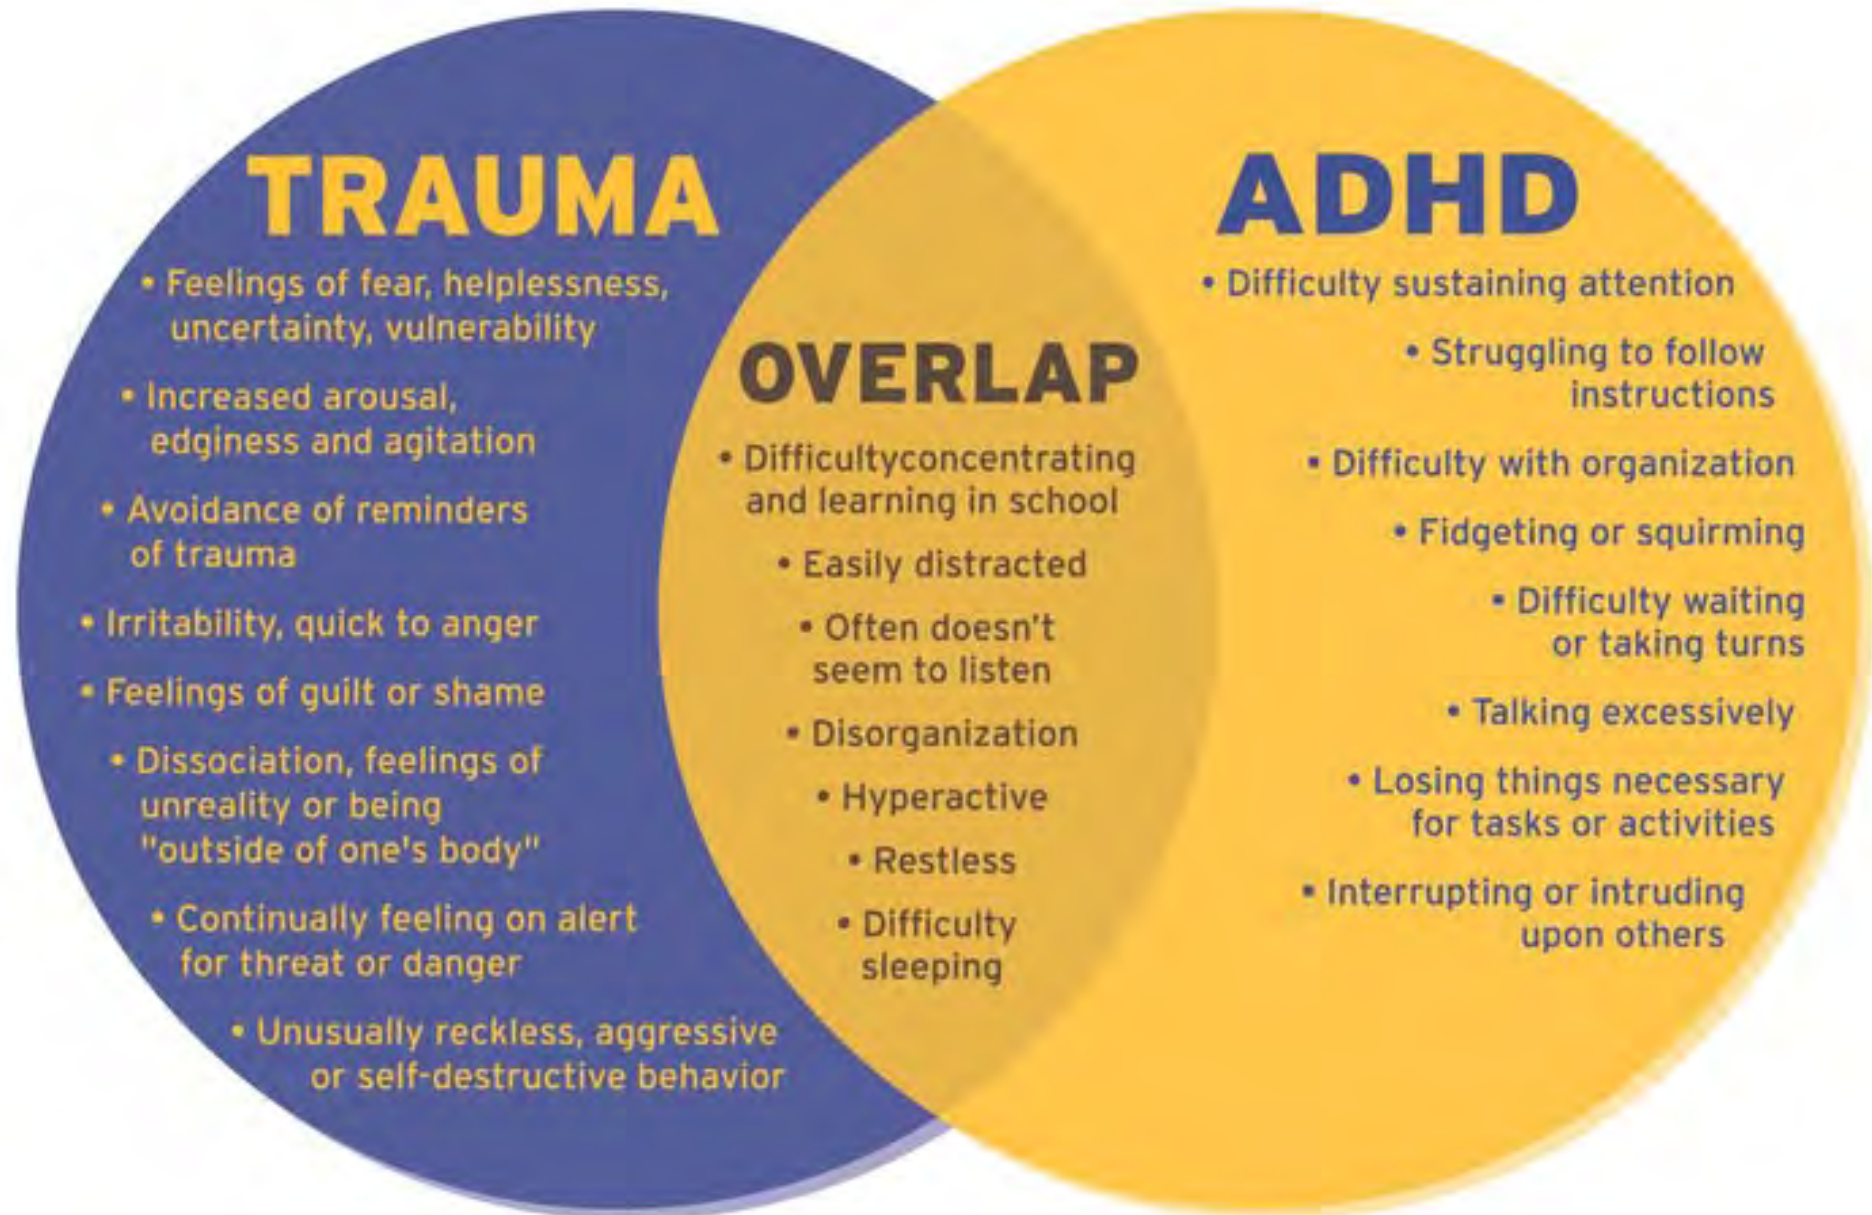 TRAUMA
• Feelings of fear, helplessness,
uncertainty, vulnerability
• Increased arousal,
edginess and agitation
• Avoidance of reminders
of trauma
• Irritability, quick to anger
• Feelings of guilt or shame
• Dissociation, feelings of
unreality or being
"outside of one's body"
• Continually feeling on alert
for threat or danger
• Unusually reckless, aggressive
or self-destructive behavior
OVERLAP
• Difficultyconcentrating
and learning in school
• Easily distracted
• Often doesn't
seem to listen
• Disorganization
• Hyperactive
• Restless
• Difficulty
sleeping
ADHD
• Difficulty sustaining attention
• Struggling to follow
instructions
• Difficulty with organization
• Fidgeting or squirming
• Difficulty waiting
or taking turns
• Talking excessively
• Losing things necessary
for tasks or activities
• Interrupting or intruding
upon others